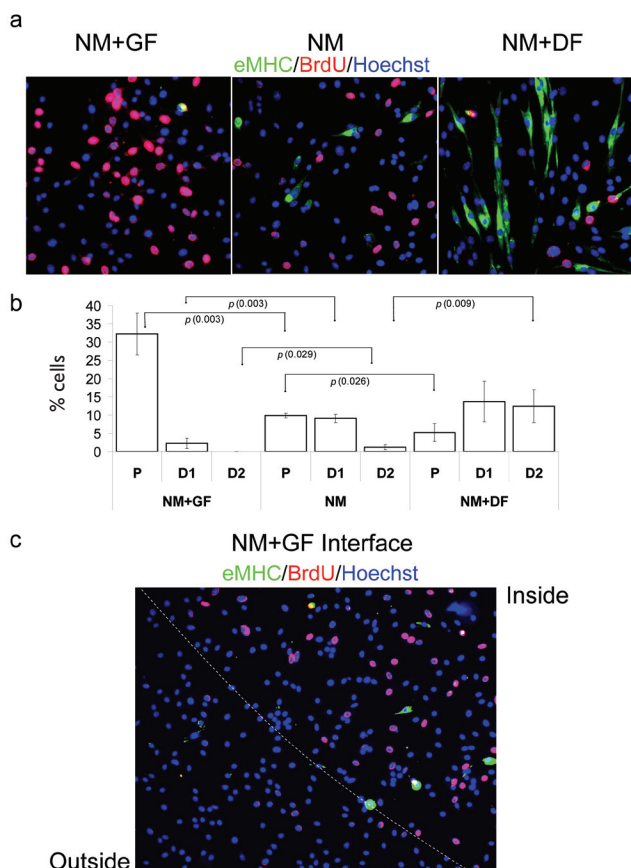 a
NM+GF NM NM+DF
eMHC/BrdU/Hoechst
b
p (0.003) p (0.009)
p (0.003)
p (0.029)
p (0.026)
% cells
40
35
30
25
20
15
10
5
0
P D1 D2 P D1 D2 P D1 D2
NM+GF NM NM+DF
c
NM+GF Interface
eMHC/BrdU/Hoechst
Inside
Outside